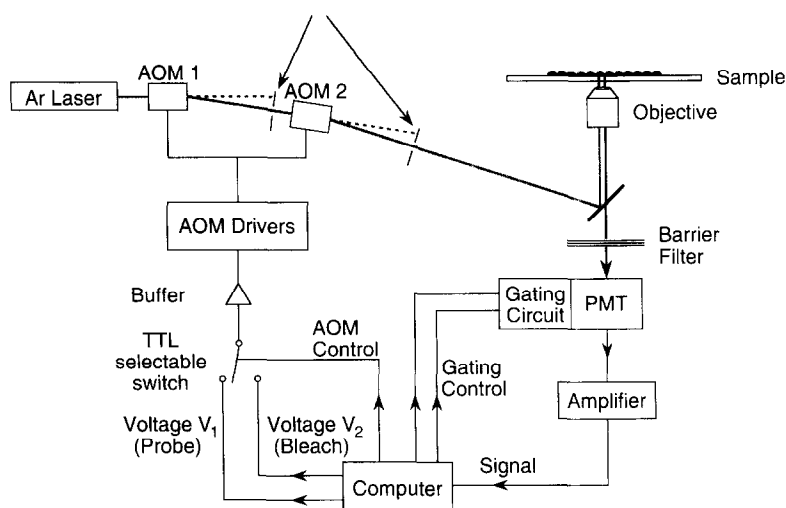 AOM 1
Ar Laser
AOM 2
Sample
Objective
AOM Drivers
Barrier
Filter
Buffer
Gating
Circuit
PMT
TTL
selectable
switch
AOM
Control
Gating
Control
Amplifier
Voltage V₁
(Probe)
Voltage V₂
(Bleach)
Signal
Computer